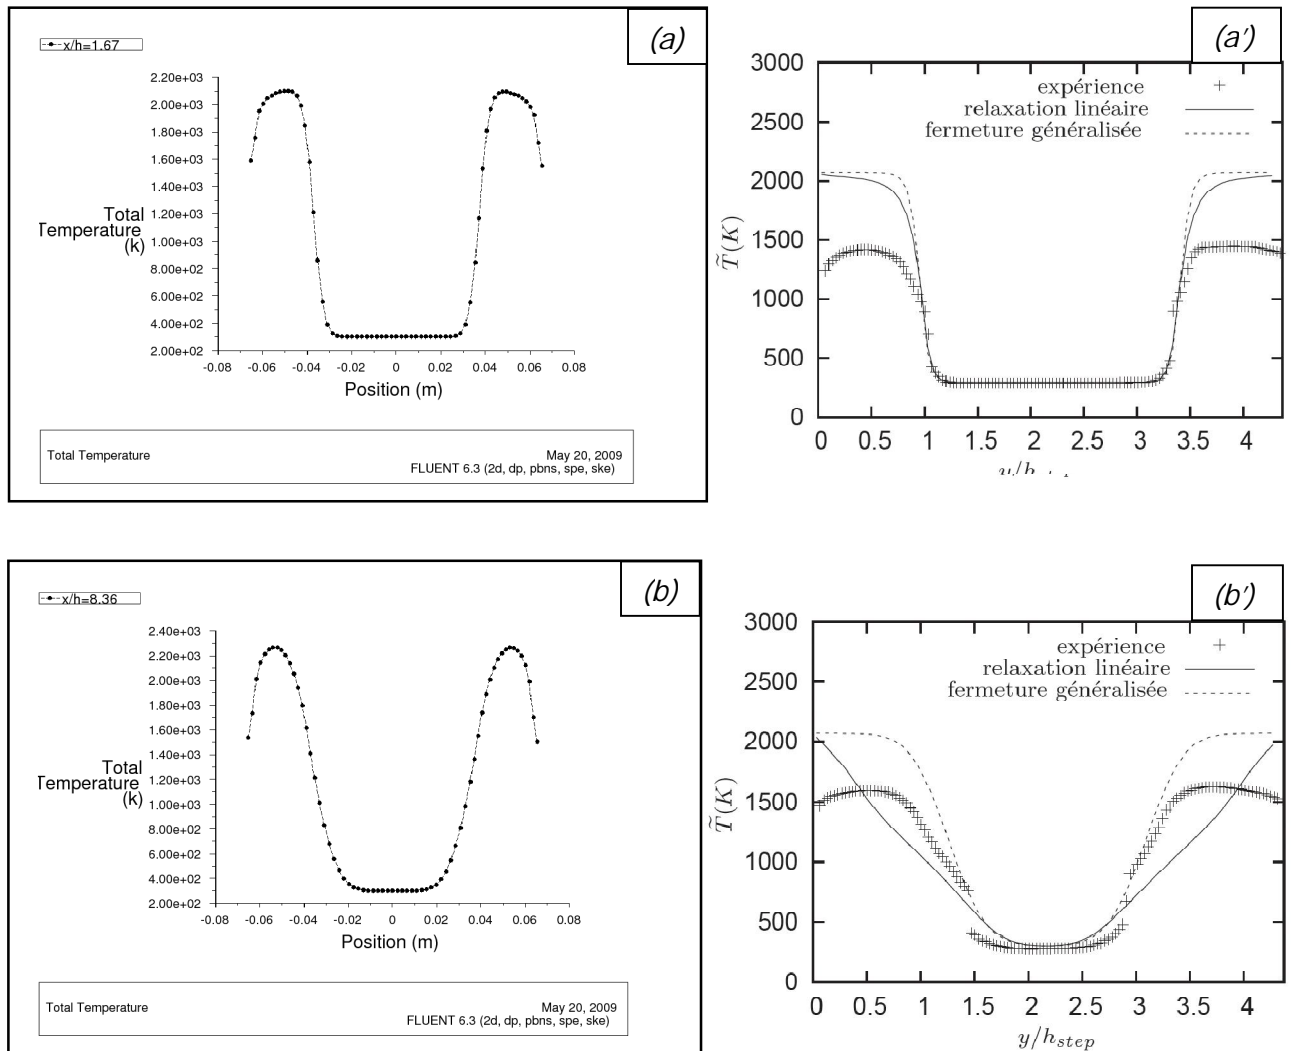 (a)
x/h=1.67
2.20e+03
2.00e+03
1.80e+03
1.60e+03
1.40e+03
1.20e+03
1.00e+03
8.00e+02
6.00e+02
4.00e+02
2.00e+02
Total
Temperature
(k)
-0.08 -0.06 -0.04 -0.02 0 0.02 0.04 0.06 0.08
Position (m)
Total Temperature
May 20, 2009
FLUENT 6.3 (2d, dp, pbns, spe, ske)
(a')
3000
2500
2000
1500
1000
500
0
expérience
relaxation linéaire
fermeture généralisée
T̃(K)
0 0.5 1 1.5 2 2.5 3 3.5 4
(b)
x/h=8.36
2.40e+03
2.20e+03
2.00e+03
1.80e+03
1.60e+03
1.40e+03
1.20e+03
1.00e+03
8.00e+02
6.00e+02
4.00e+02
2.00e+02
Total
Temperature
(k)
-0.08 -0.06 -0.04 -0.02 0 0.02 0.04 0.06 0.08
Position (m)
Total Temperature
May 20, 2009
FLUENT 6.3 (2d, dp, pbns, spe, ske)
(b')
3000
2500
2000
1500
1000
500
0
expérience
relaxation linéaire
fermeture généralisée
T̃(K)
0 0.5 1 1.5 2 2.5 3 3.5 4
y/h_step